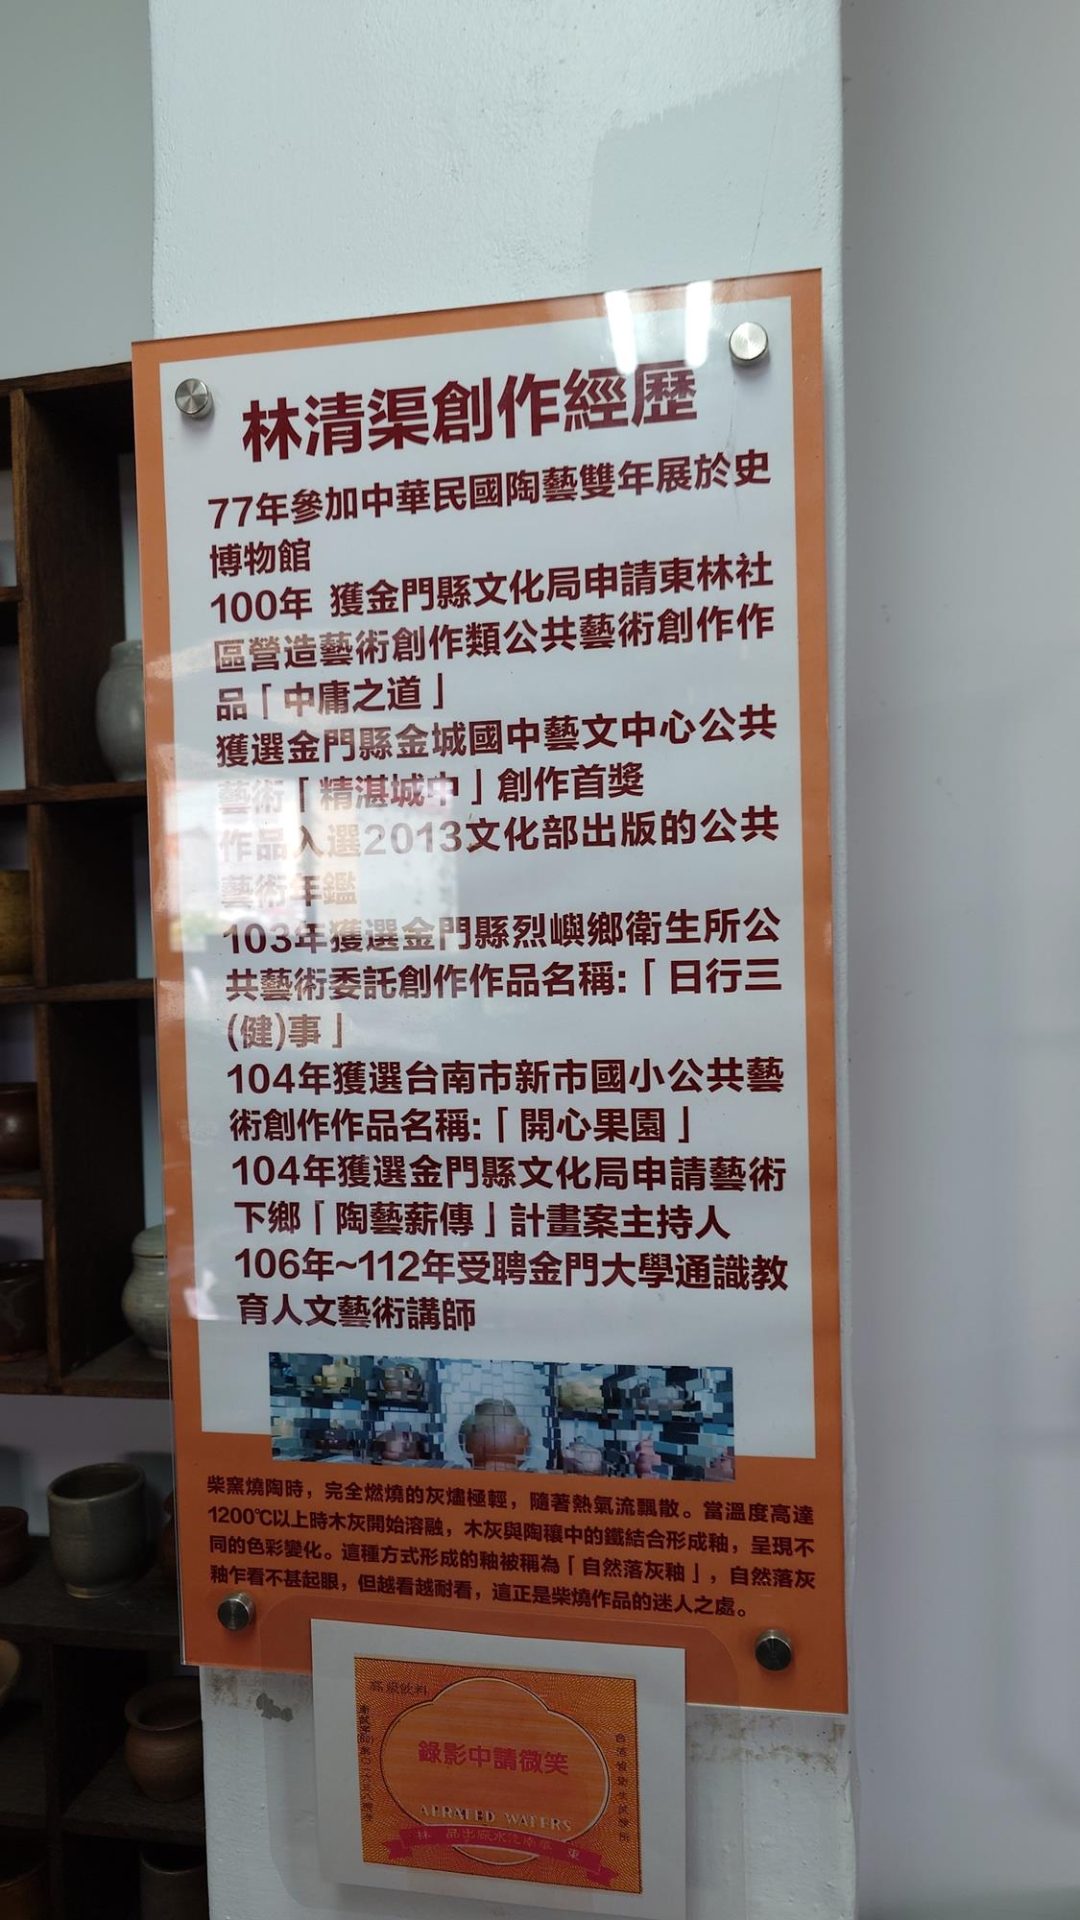 林清渠創作經歷
77年參加中華民國陶藝雙年展於史
博物館
100年 獲金門縣文化局申請東林社
區營造藝術創作類公共藝術創作作
品「中庸之道」
獲選金門縣金城國中藝文中心公共
藝術「精湛城中」創作首獎
作品入選2013文化部出版的公共
藝術年鑑
103年獲選金門縣烈嶼鄉衛生所公
共藝術委託創作作品名稱:「日行三
(健)事」
104年獲選台南市新市國小公共藝
術創作作品名稱:「開心果園」
104年獲選金門縣文化局申請藝術
下鄉「陶藝薪傳」計畫案主持人
106年~112年受聘金門大學通識教
育人文藝術講師
柴窯燒陶時，完全燃燒的灰燼極輕，隨著熱氣流飄散。當溫度高達
1200℃以上時木灰開始溶融，木灰與陶穰中的鐵結合形成釉，呈現不
同的色彩變化。這種方式形成的釉被稱為「自然落灰釉」，自然落灰
釉乍看不甚起眼，但越看越耐看，這正是柴燒作品的迷人之處。
高級飲料
錄影中請微笑
AERATED WATERS